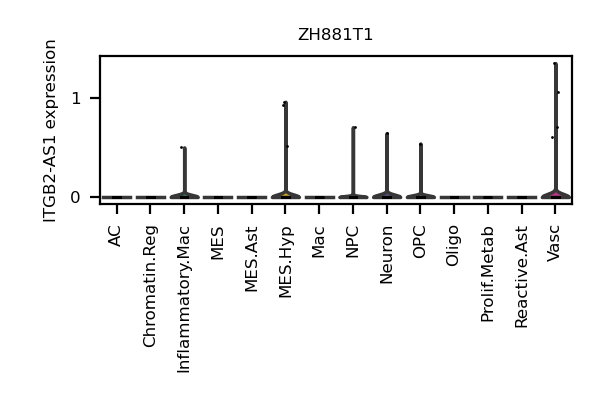 ZH881T1
ITGB2-AS1 expression
1
0
AC
Chromatin.Reg
Inflammatory.Mac
MES
MES.Ast
MES.Hyp
Mac
NPC
Neuron
OPC
Oligo
Prolif.Metab
Reactive.Ast
Vasc